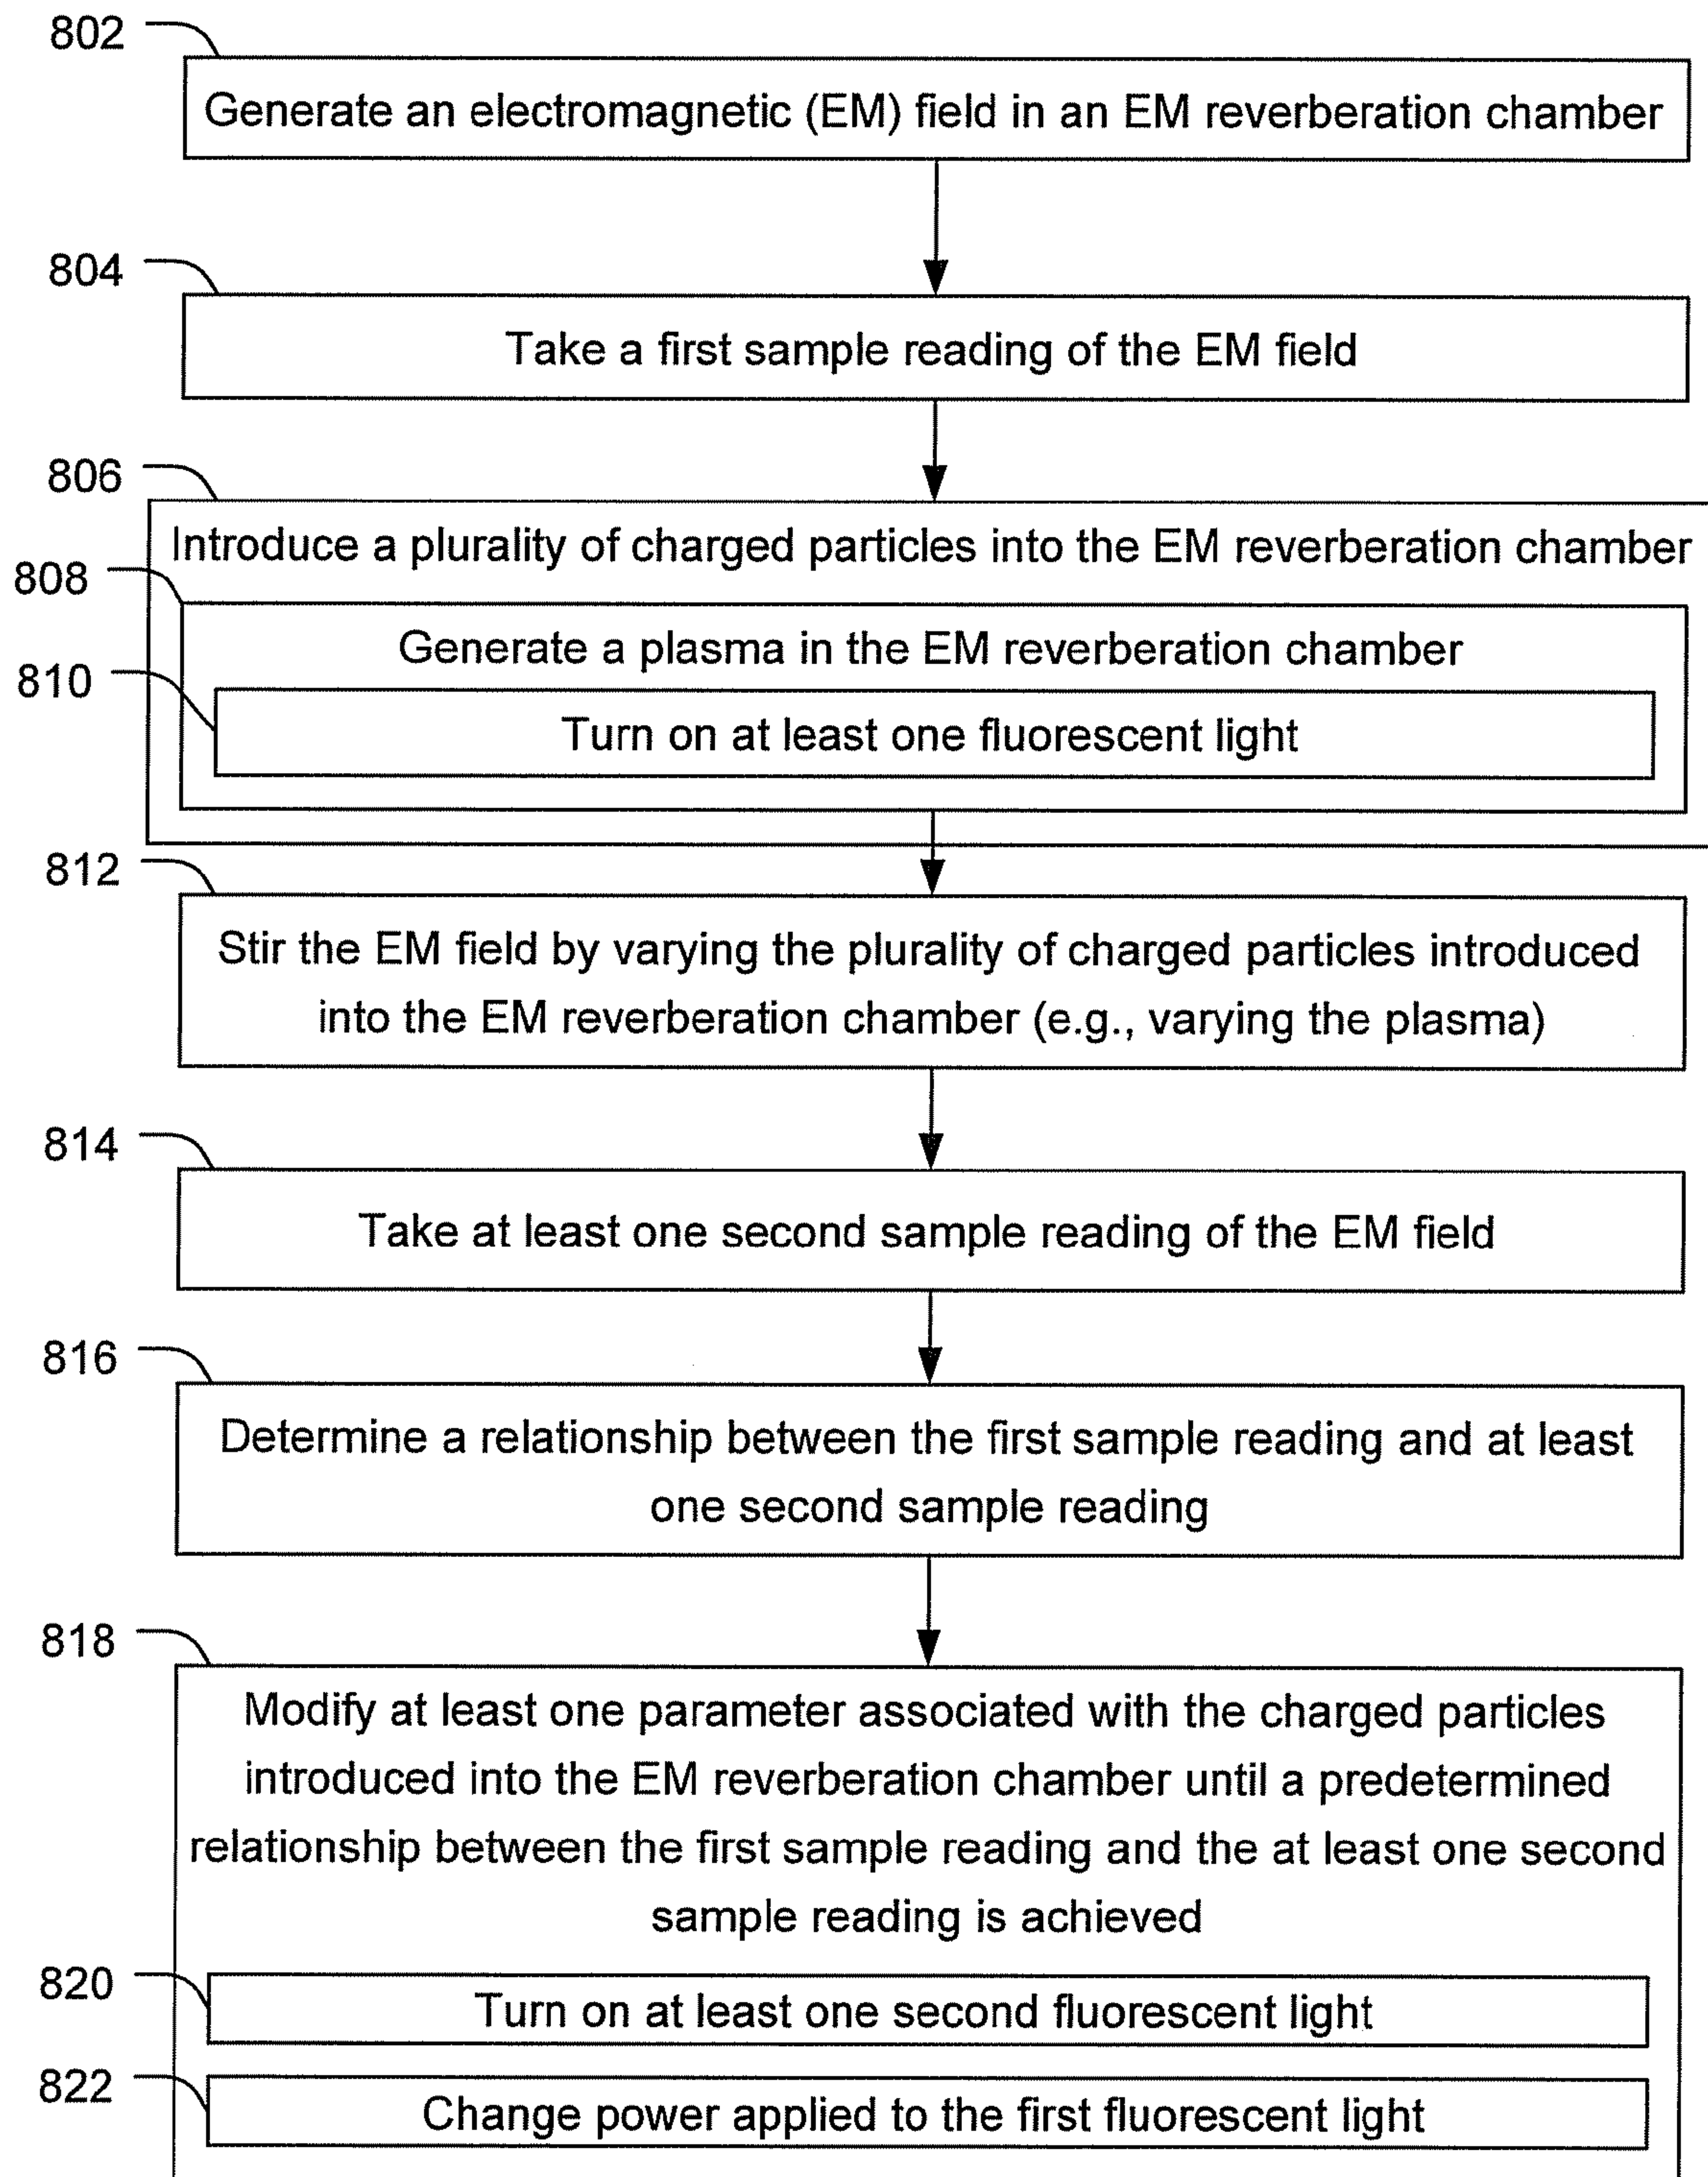 802
Generate an electromagnetic (EM) field in an EM reverberation chamber
804
Take a first sample reading of the EM field
806
Introduce a plurality of charged particles into the EM reverberation chamber
808
Generate a plasma in the EM reverberation chamber
810
Turn on at least one fluorescent light
812
Stir the EM field by varying the plurality of charged particles introduced
into the EM reverberation chamber (e.g., varying the plasma)
814
Take at least one second sample reading of the EM field
816
Determine a relationship between the first sample reading and at least
one second sample reading
818
Modify at least one parameter associated with the charged particles
introduced into the EM reverberation chamber until a predetermined
relationship between the first sample reading and the at least one second
sample reading is achieved
820
Turn on at least one second fluorescent light
822
Change power applied to the first fluorescent light